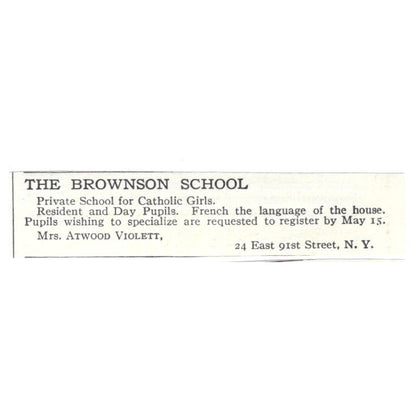 THE BROWNSON SCHOOL
Private School for Catholic Girls.
Resident and Day Pupils. French the language of the house.
Pupils wishing to specialize are requested to register by May 15.
Mrs. Atwood Violett,
24 East 91st Street, N. Y.